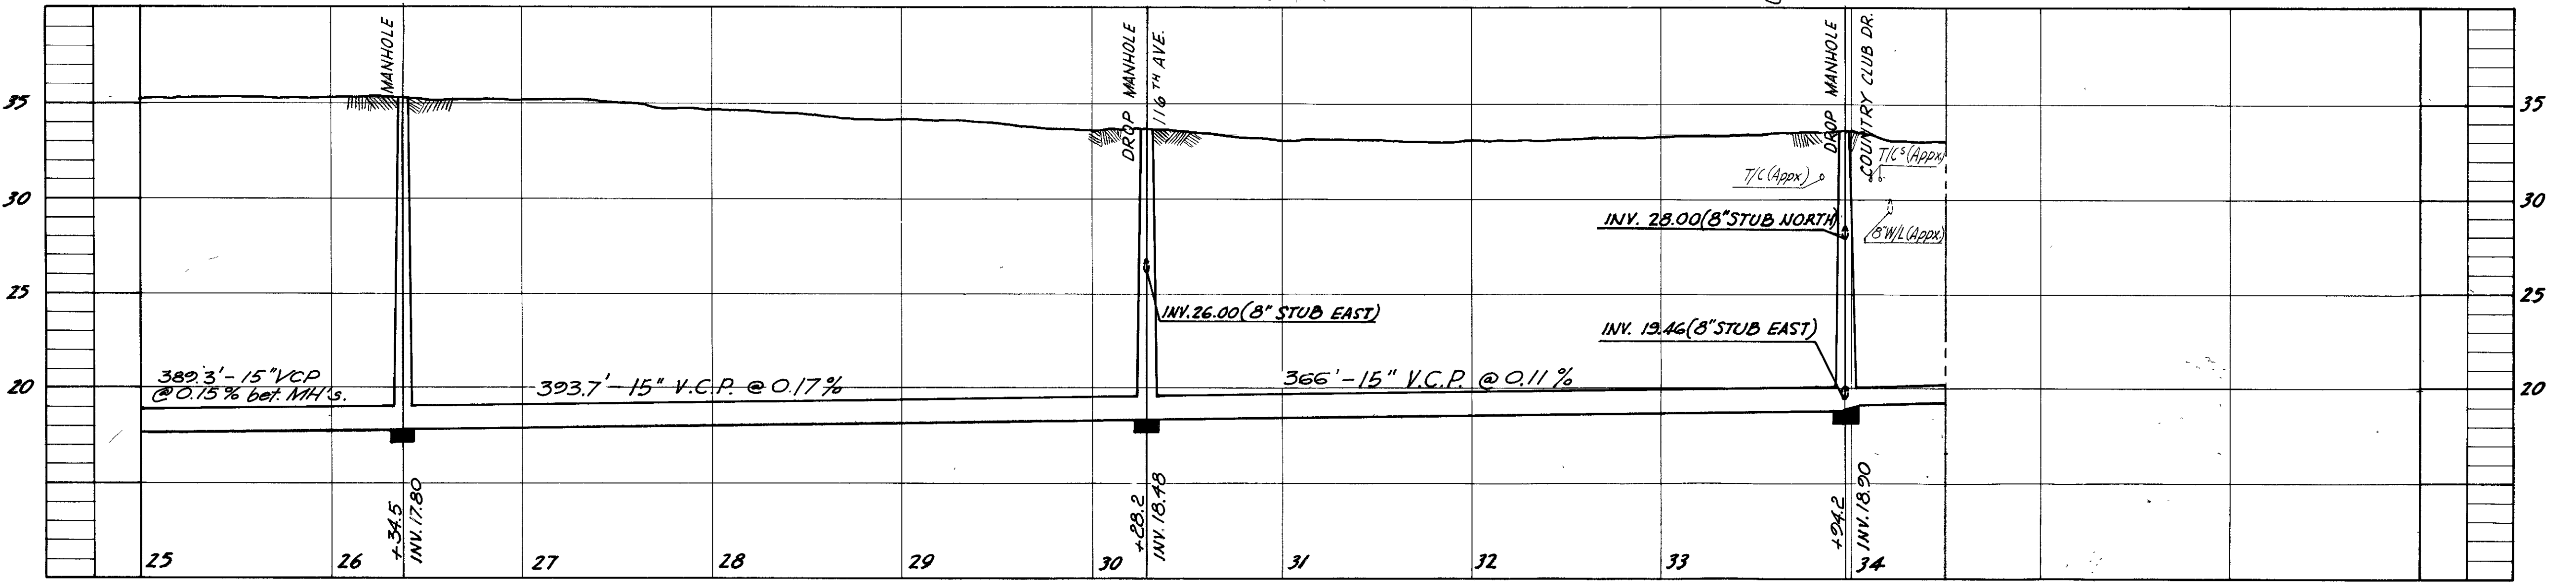 MANHOLE
DROP MANHOLE
116TH AVE.
DROP MANHOLE
COUNTRY CLUB DR.
35
35
T/C (Appx)
T/Cs (Appx)
30
30
INV. 28.00 (8" STUB NORTH)
8" W/L (Appx)
25
25
INV. 26.00 (8" STUB EAST)
INV. 19.46 (8" STUB EAST)
20
389.3' - 15" VCP
@ 0.15% bet. MH's.
393.7' - 15" V.C.P. @ 0.17%
366' - 15" V.C.P. @ 0.11%
20
+34.5
INV. 17.80
+28.2
INV. 18.48
+94.2
INV. 18.90
25
26
27
28
29
30
31
32
33
34